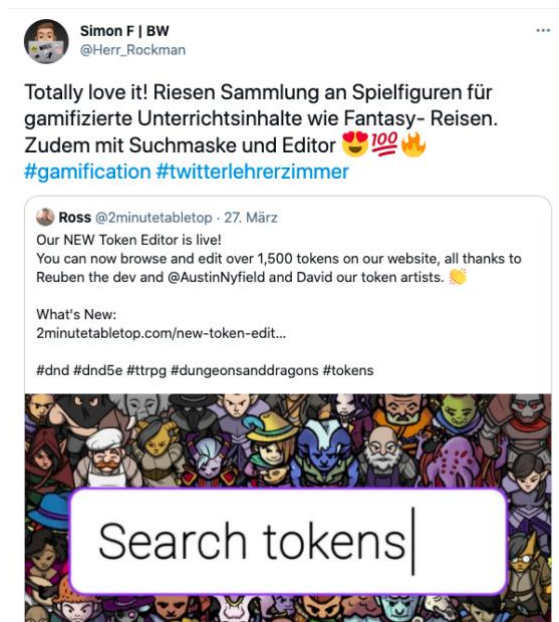 Simon F | BW
@Herr_Rockman
Totally love it! Riesen Sammlung an Spielfiguren für
gamifizierte Unterrichtsinhalte wie Fantasy- Reisen.
Zudem mit Suchmaske und Editor 😍💯🔥
#gamification #twitterlehrerzimmer
Ross @2minutetabletop · 27. März
Our NEW Token Editor is live!
You can now browse and edit over 1,500 tokens on our website, all thanks to
Reuben the dev and @AustinNyfield and David our token artists. 👏
What's New:
2minutetabletop.com/new-token-edit...
#dnd #dnd5e #ttrpg #dungeonsanddragons #tokens
Search tokens